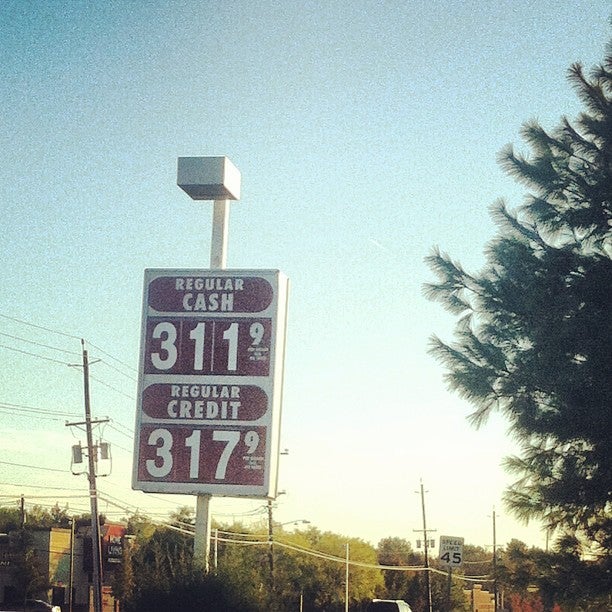 REGULAR
CASH
311 9
REGULAR
CREDIT
317 9
SPEED
LIMIT
45